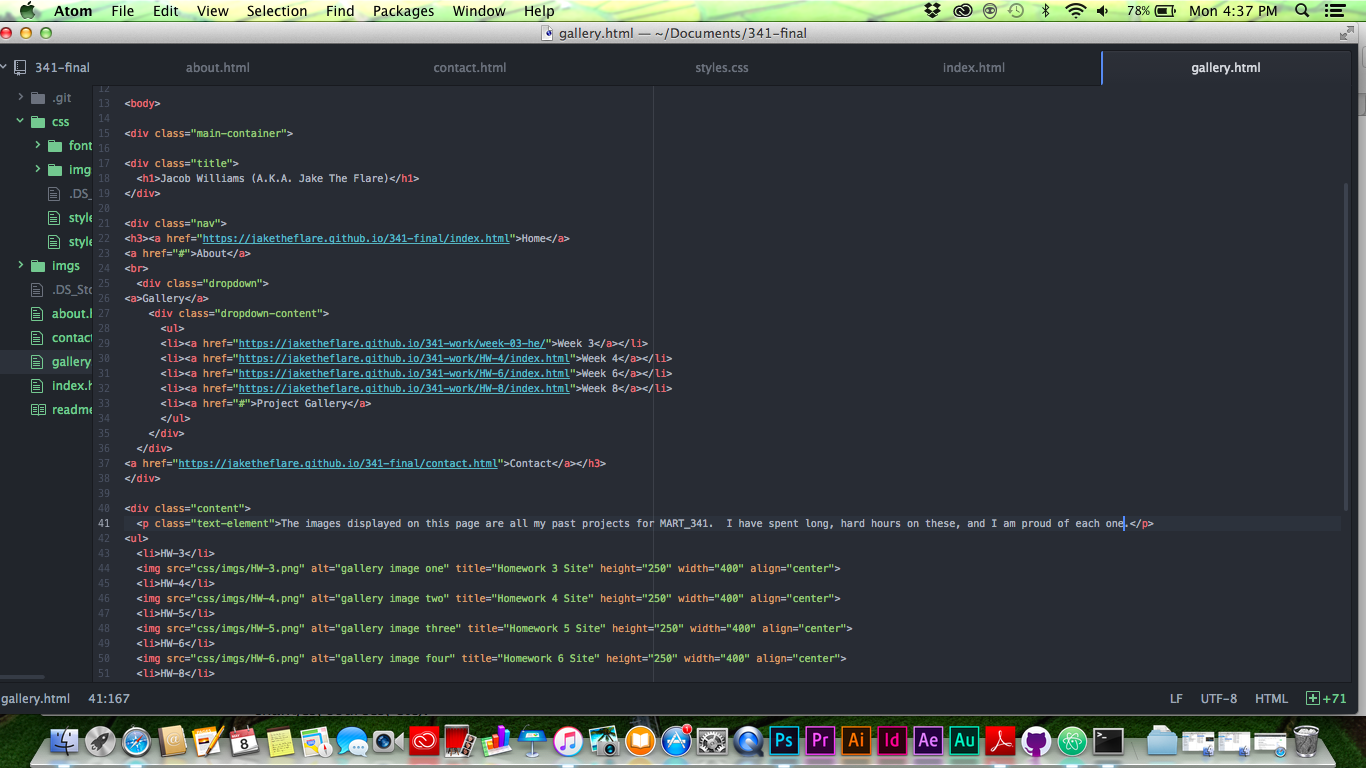 Atom File Edit View Selection Find Packages Window Help 78% Mon 4:37 PM
gallery.html — ~/Documents/341-final
341-final about.html contact.html styles.css index.html gallery.html
.git
css
font
imgs
.DS_
style
style
imgs
.DS_Sto
about.h
contact
gallery
index.h
readme
12
13 <body>
14
15 <div class="main-container">
16
17 <div class="title">
18 <h1>Jacob Williams (A.K.A. Jake The Flare)</h1>
19 </div>
20
21 <div class="nav">
22 <h3><a href="https://jaketheflare.github.io/341-final/index.html">Home</a>
23 <a href="#">About</a>
24 <br>
25 <div class="dropdown">
26 <a>Gallery</a>
27 <div class="dropdown-content">
28 <ul>
29 <li><a href="https://jaketheflare.github.io/341-work/week-03-he/">Week 3</a></li>
30 <li><a href="https://jaketheflare.github.io/341-work/HW-4/index.html">Week 4</a></li>
31 <li><a href="https://jaketheflare.github.io/341-work/HW-6/index.html">Week 6</a></li>
32 <li><a href="https://jaketheflare.github.io/341-work/HW-8/index.html">Week 8</a></li>
33 <li><a href="#">Project Gallery</a>
34 </ul>
35 </div>
36 </div>
37 <a href="https://jaketheflare.github.io/341-final/contact.html">Contact</a></h3>
38 </div>
39
40 <div class="content">
41 <p class="text-element">The images displayed on this page are all my past projects for MART_341.  I have spent long, hard hours on these, and I am proud of each one.</p>
42 <ul>
43 <li>HW-3</li>
44 <img src="css/imgs/HW-3.png" alt="gallery image one" title="Homework 3 Site" height="250" width="400" align="center">
45 <li>HW-4</li>
46 <img src="css/imgs/HW-4.png" alt="gallery image two" title="Homework 4 Site" height="250" width="400" align="center">
47 <li>HW-5</li>
48 <img src="css/imgs/HW-5.png" alt="gallery image three" title="Homework 5 Site" height="250" width="400" align="center">
49 <li>HW-6</li>
50 <img src="css/imgs/HW-6.png" alt="gallery image four" title="Homework 6 Site" height="250" width="400" align="center">
51 <li>HW-8</li>
gallery.html 41:167 LF UTF-8 HTML +71
8 1 Ps Pr Ai Id Ae Au